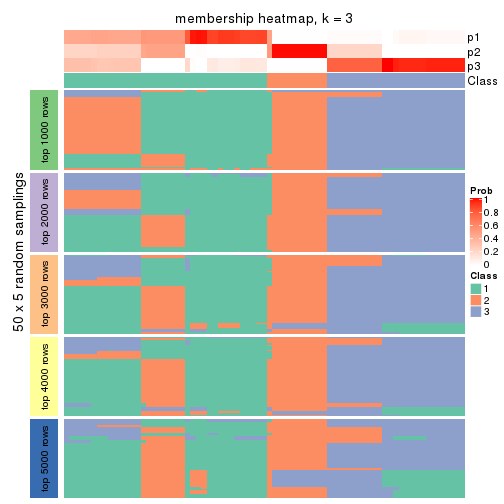 membership heatmap, k = 3
p1
p2
p3
Class
50 x 5 random samplings
top 1000 rows
top 2000 rows
top 3000 rows
top 4000 rows
top 5000 rows
Prob
1
0.8
0.6
0.4
0.2
0
Class
1
2
3